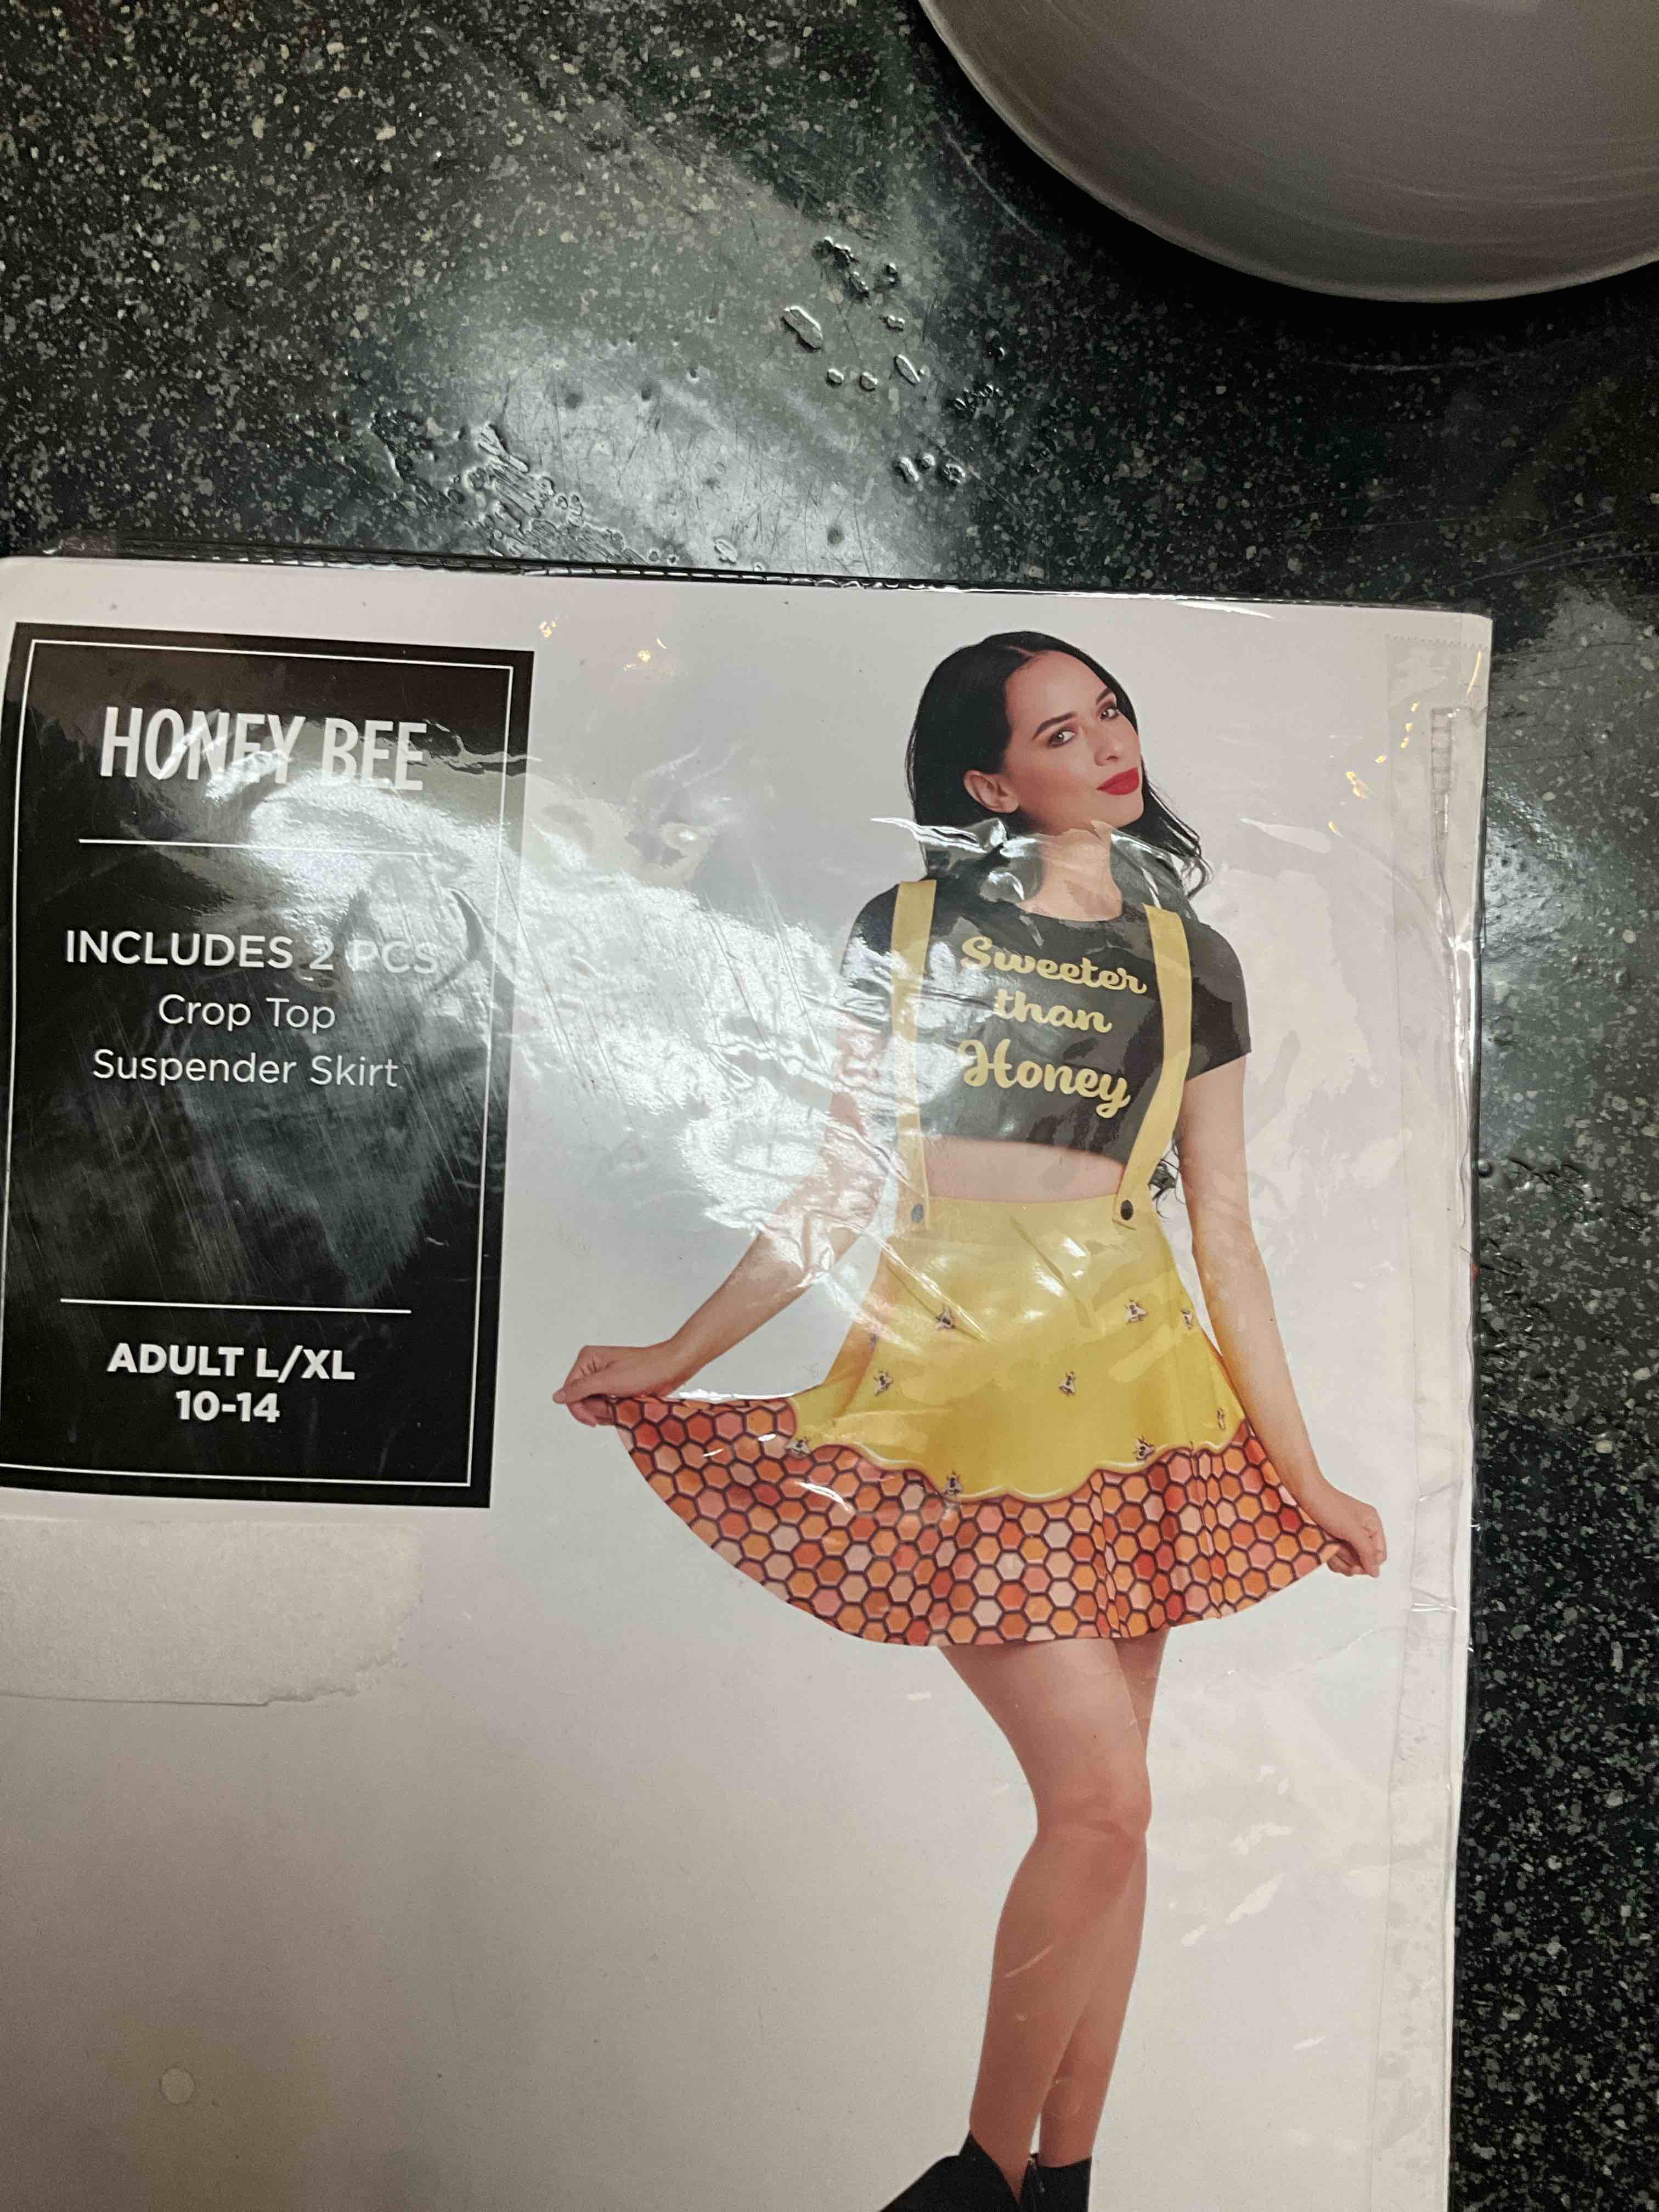 HONEY BEE
INCLUDES 2 PCS
Crop Top
Suspender Skirt
ADULT L/XL
10-14
Sweeter
than
Honey